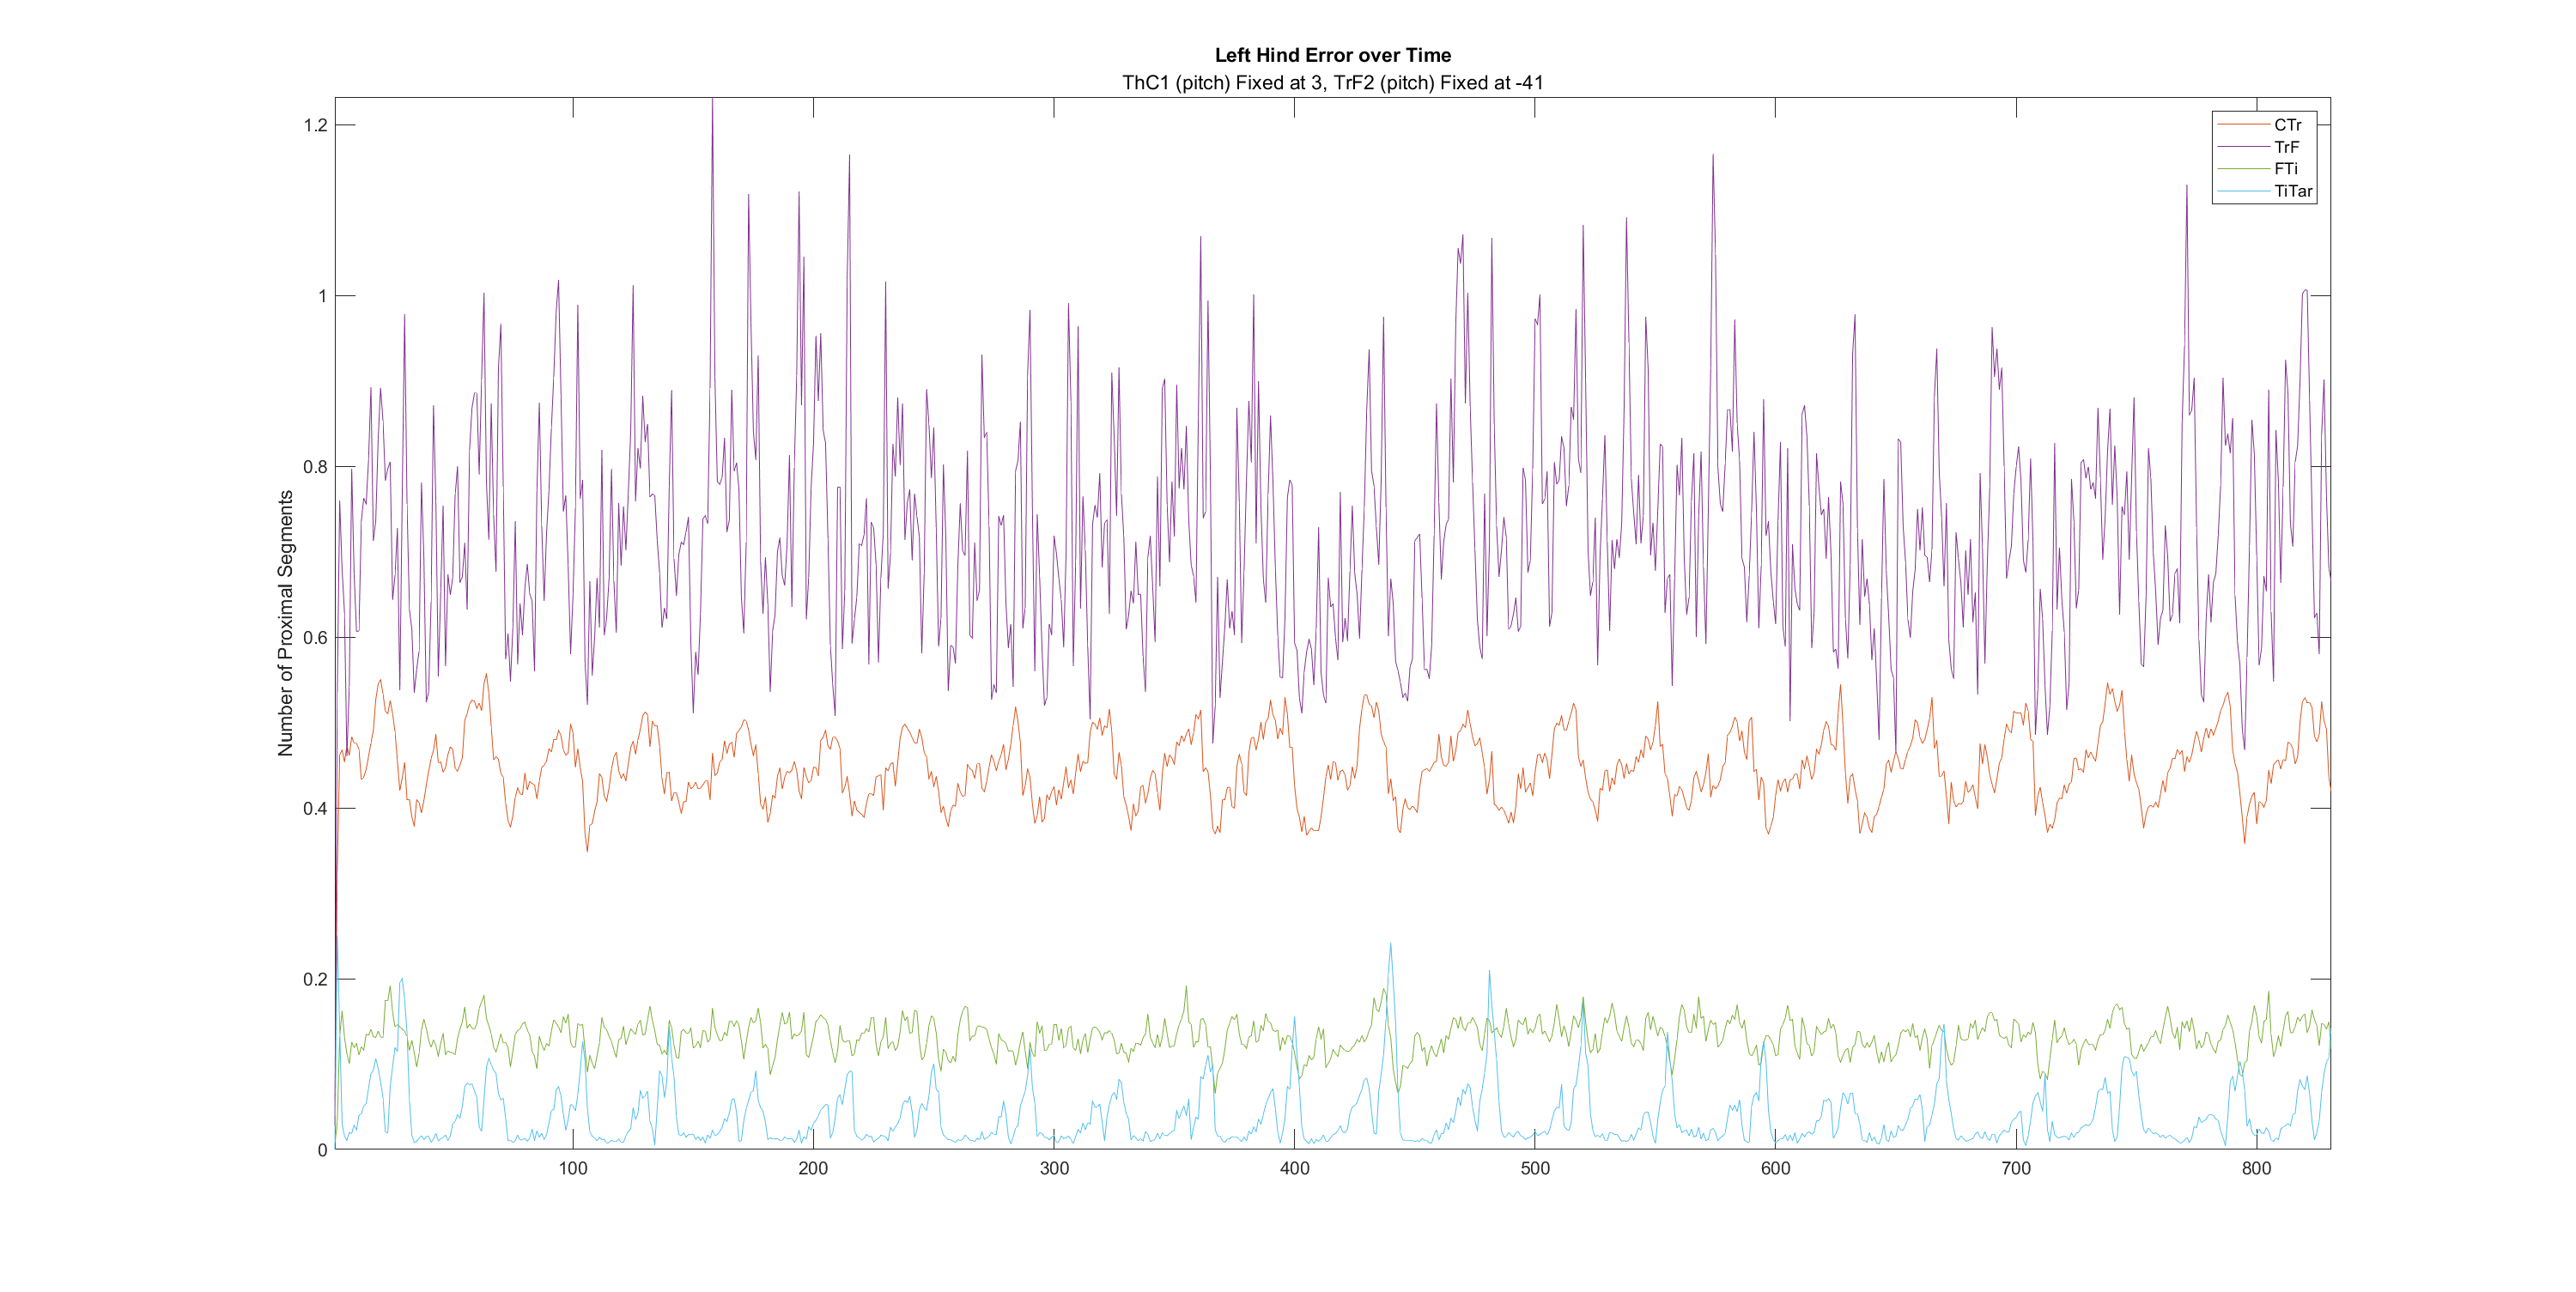 Left Hind Error over Time
ThC1 (pitch) Fixed at 3, TrF2 (pitch) Fixed at -41
CTr
TrF
FTi
TiTar
Number of Proximal Segments
1.2
1
0.8
0.6
0.4
0.2
0
100 200 300 400 500 600 700 800